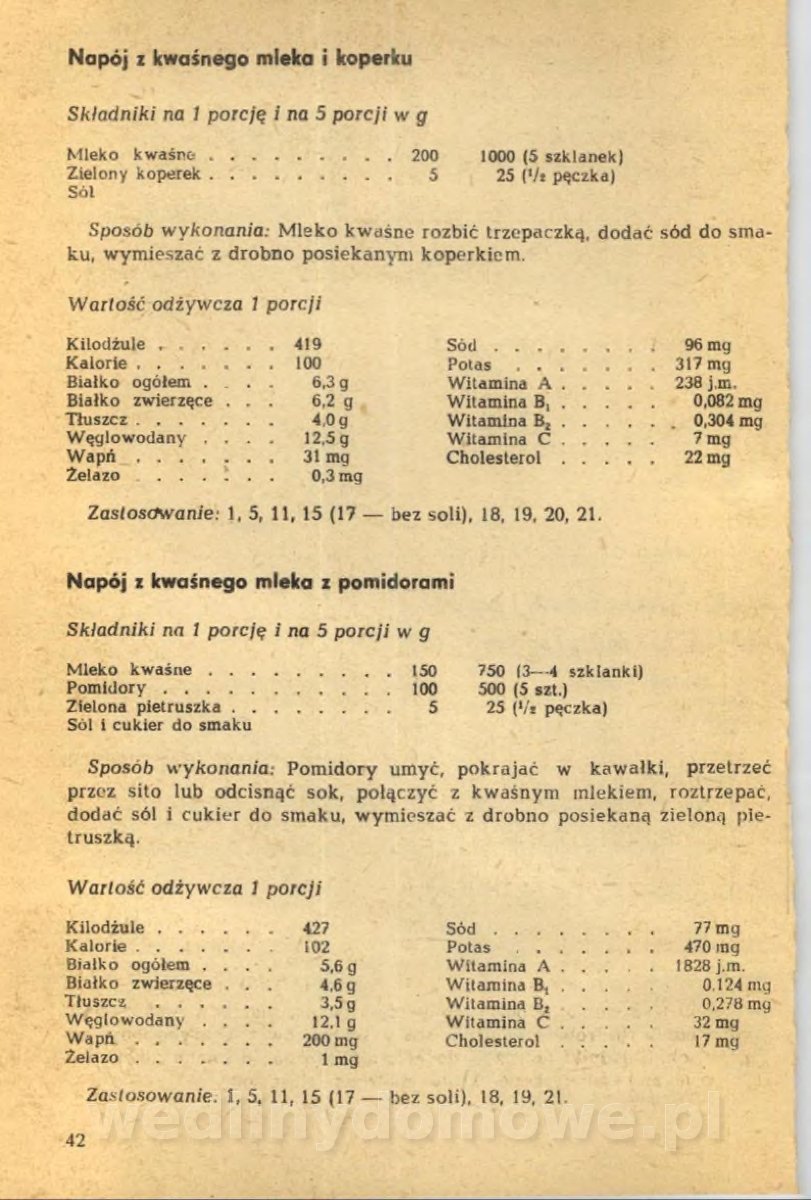 Napój z kwaśnego mleka i koperku
Składniki na 1 porcję i na 5 porcji w g
Mleko kwaśne . . . . . . . . . 200 1000 (5 szklanek)
Zielony koperek . . . . . . . . . 5 25 (1/2 pęczka)
Sól
Sposób wykonania: Mleko kwaśne rozbić trzepaczką, dodać sód do sma-
ku, wymieszać z drobno posiekanym koperkiem.
Wartość odżywcza 1 porcji
Kilodżule . . . . . . 419 Sód . . . . . . . 96 mg
Kalorie . . . . . . . 100 Potas . . . . . . . 317 mg
Białko ogółem . . . . 6,3 g Witamina A . . . . . 238 j.m.
Białko zwierzęce . . . 6,2 g Witamina B₁ . . . . . 0,082 mg
Tłuszcz . . . . . . . 4,0 g Witamina B₂ . . . . . . 0,304 mg
Węglowodany . . . . 12,5 g Witamina C . . . . . 7 mg
Wapń . . . . . . . 31 mg Cholesterol . . . . . 22 mg
Żelazo . . . . . . . 0,3 mg
Zastosowanie: 1, 5, 11, 15 (17 — bez soli), 18, 19, 20, 21.
Napój z kwaśnego mleka z pomidorami
Składniki na 1 porcję i na 5 porcji w g
Mleko kwaśne . . . . . . . . . 150 750 (3—4 szklanki)
Pomidory . . . . . . . . . . . 100 500 (5 szt.)
Zielona pietruszka . . . . . . . . 5 25 (1/2 pęczka)
Sól i cukier do smaku
Sposób wykonania: Pomidory umyć, pokrajać w kawałki, przetrzeć
przez sito lub odcisnąć sok, połączyć z kwaśnym mlekiem, roztrzepać,
dodać sól i cukier do smaku, wymieszać z drobno posiekaną zieloną pie-
truszką.
Wartość odżywcza 1 porcji
Kilodżule . . . . . . 427 Sód . . . . . . . . 77 mg
Kalorie . . . . . . . 102 Potas . . . . . . . 470 mg
Białko ogółem . . . . 5,6 g Witamina A . . . . . 1828 j.m.
Białko zwierzęce . . . 4,6 g Witamina B₁ . . . . . 0,124 mg
Tłuszcz . . . . . . 3,5 g Witamina B₂ . . . . . 0,278 mg
Węglowodany . . . . 12,1 g Witamina C . . . . . 32 mg
Wapń . . . . . . . 200 mg Cholesterol . . . . . 17 mg
Żelazo . . . . . . . 1 mg
Zastosowanie. 1, 5, 11, 15 (17 — bez soli), 18, 19, 21.
wedlinydomowe.pl
42